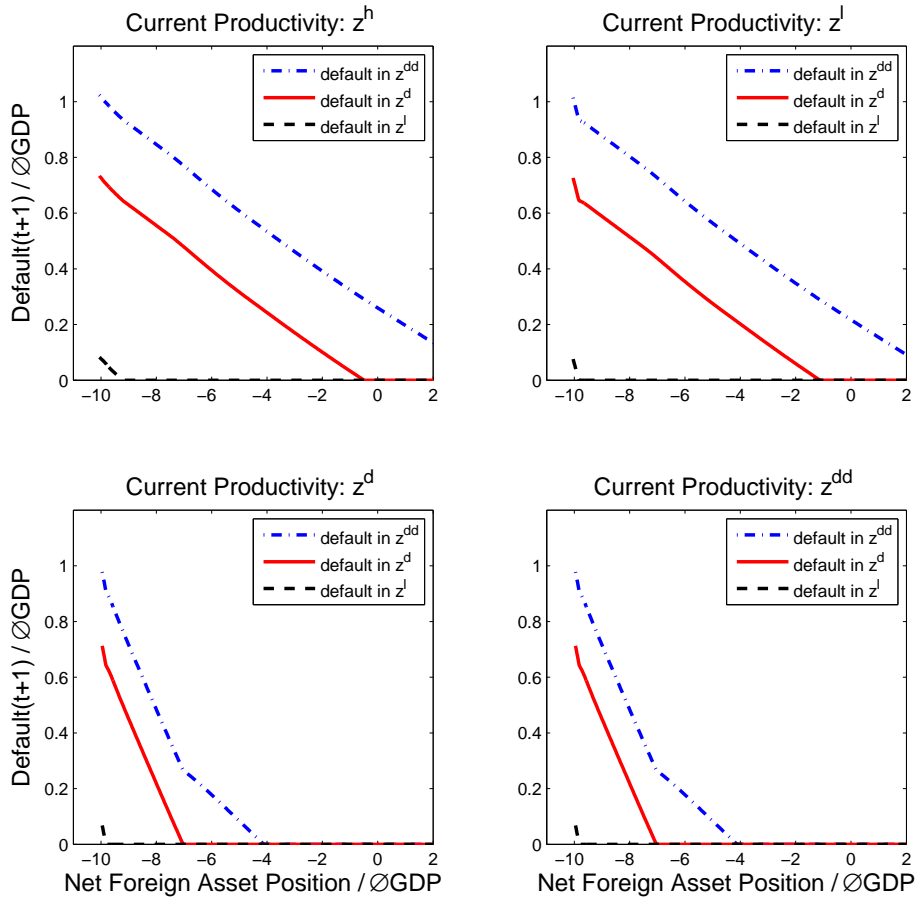 Current Productivity: z^h
Default(t+1) / ∅GDP
1
0.8
0.6
0.4
0.2
0
−10 −8 −6 −4 −2 0 2
default in z^dd
default in z^d
default in z^l
Current Productivity: z^l
1
0.8
0.6
0.4
0.2
0
−10 −8 −6 −4 −2 0 2
default in z^dd
default in z^d
default in z^l
Current Productivity: z^d
Default(t+1) / ∅GDP
1
0.8
0.6
0.4
0.2
0
−10 −8 −6 −4 −2 0 2
Net Foreign Asset Position / ∅GDP
default in z^dd
default in z^d
default in z^l
Current Productivity: z^dd
1
0.8
0.6
0.4
0.2
0
−10 −8 −6 −4 −2 0 2
Net Foreign Asset Position / ∅GDP
default in z^dd
default in z^d
default in z^l